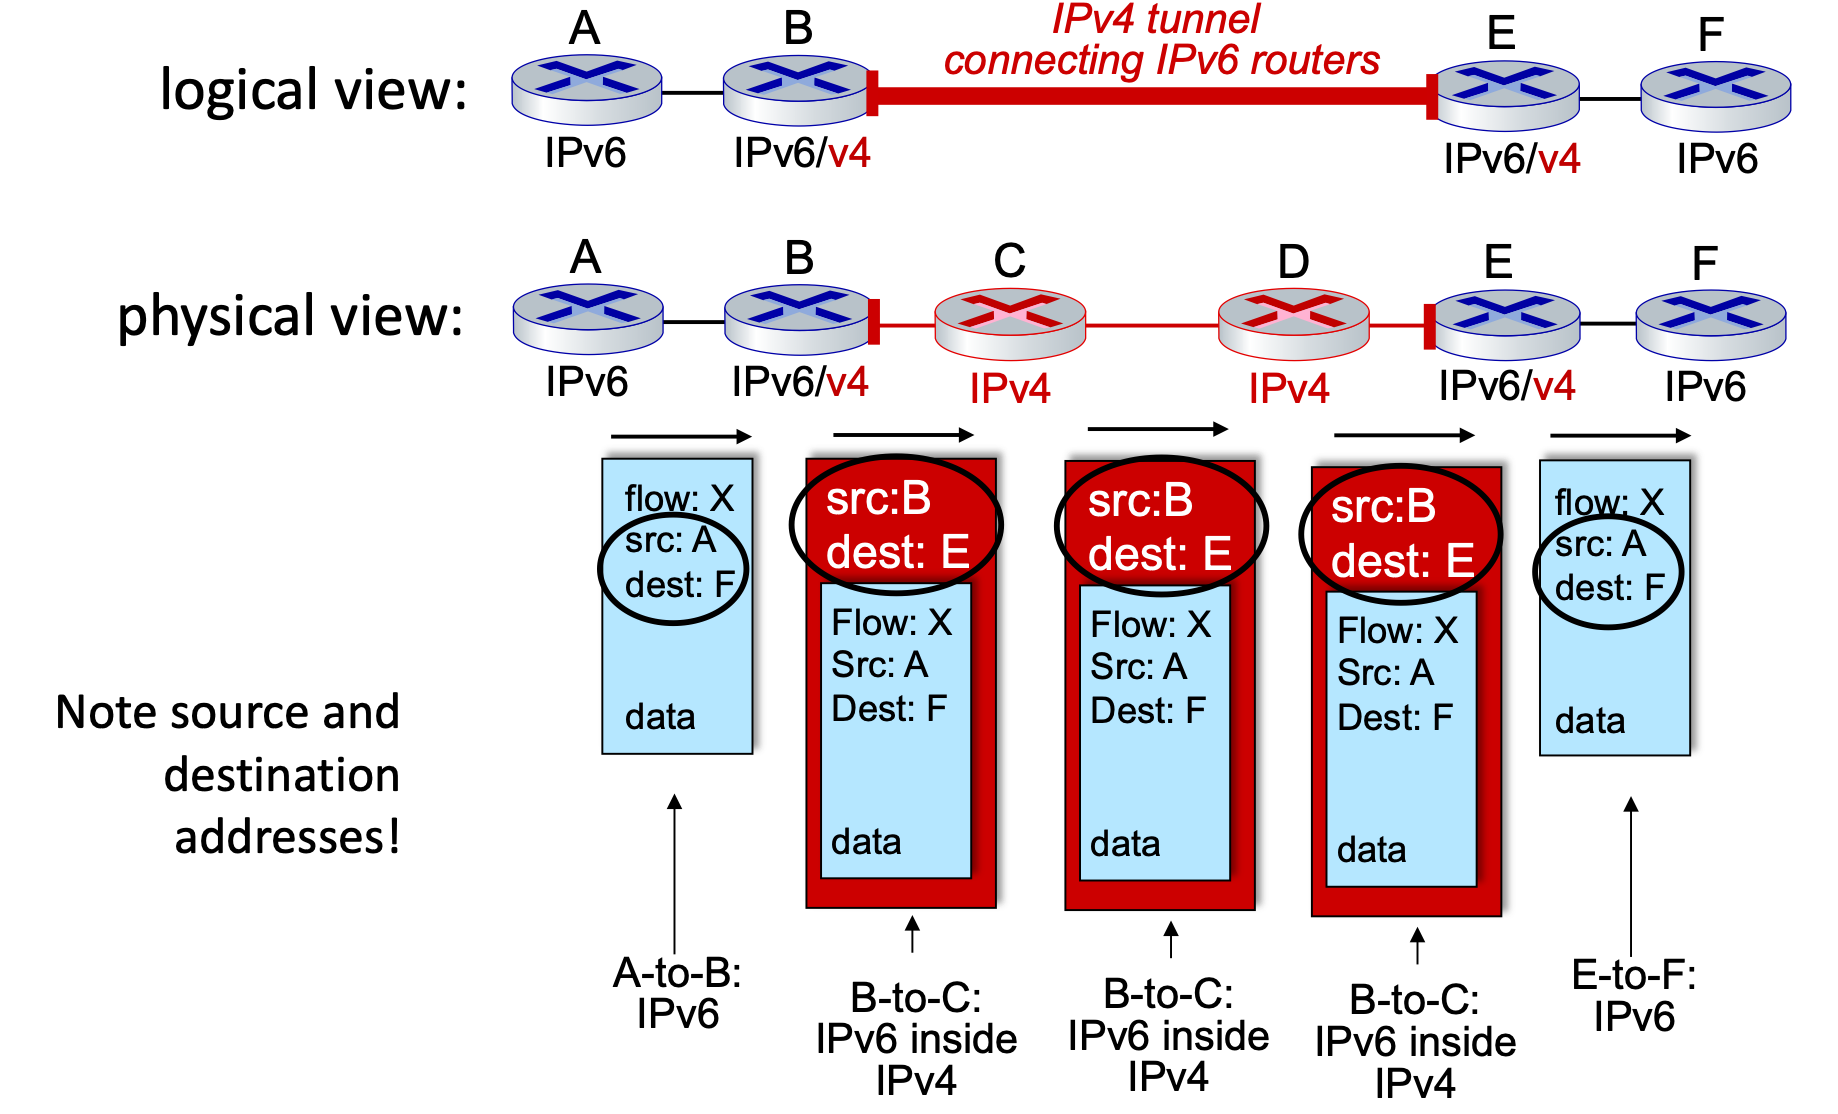 A
B
IPv4 tunnel
connecting IPv6 routers
E
F
logical view:
IPv6
IPv6/v4
IPv6/v4
IPv6
A
B
C
D
E
F
physical view:
IPv6
IPv6/v4
IPv4
IPv4
IPv6/v4
IPv6
flow: X
src: A
dest: F
data
src:B
dest: E
Flow: X
Src: A
Dest: F
data
src:B
dest: E
Flow: X
Src: A
Dest: F
data
src:B
dest: E
Flow: X
Src: A
Dest: F
data
flow: X
src: A
dest: F
data
Note source and
destination
addresses!
A-to-B:
IPv6
B-to-C:
IPv6 inside
IPv4
B-to-C:
IPv6 inside
IPv4
B-to-C:
IPv6 inside
IPv4
E-to-F:
IPv6